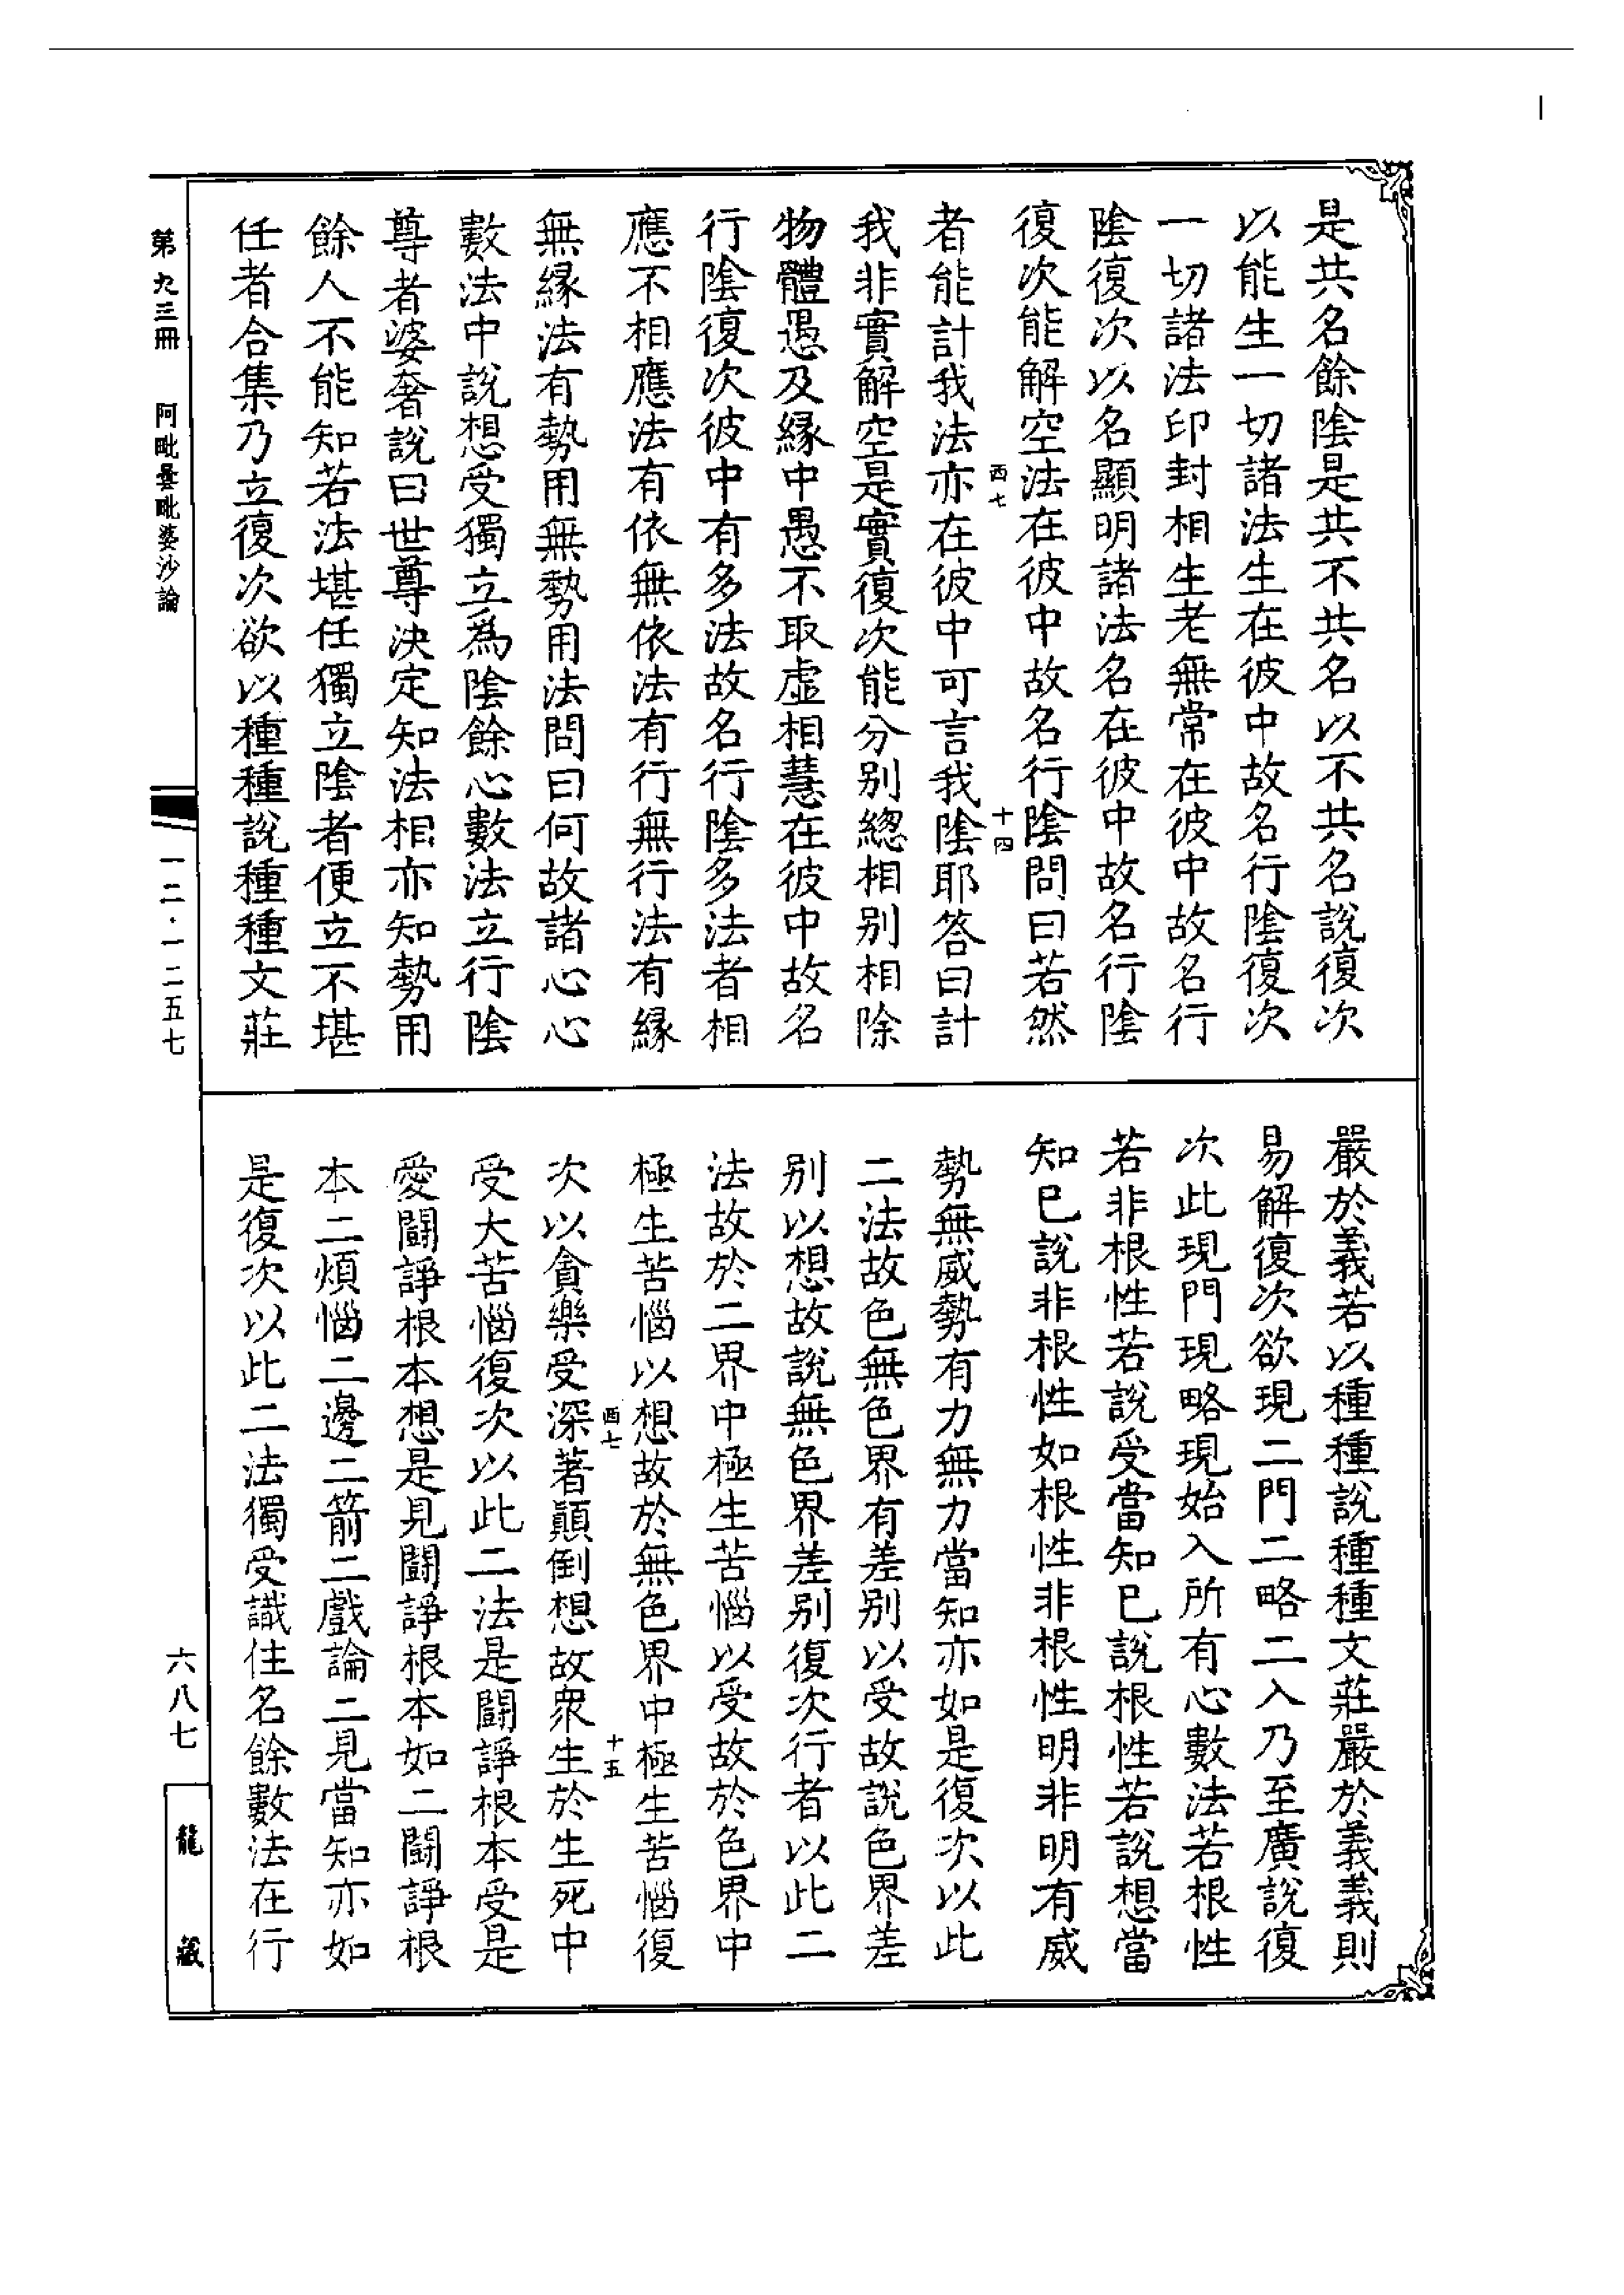 是共名餘陰是共不共名以不共名說復次
以能生一切諸法生在彼中故名行陰復次
一切諸法印封相生老無常在彼中故名行
陰復次以名顯明諸法名在彼中故名行陰
復次能解空法在彼中故名行陰問曰若然
酉七
十四
者能計我法亦在彼中可言我陰耶答曰計
我非實解空是實復次能分別總相別相除
物體愚及緣中愚不取虛相慧在彼中故名
行陰復次彼中有多法故名行陰多法者相
應不相應法有依無依法有行無行法有緣
無緣法有勢用無勢用法問曰何故諸心心
數法中說想受獨立爲陰餘心數法立行陰
尊者婆奢說曰世尊決定知法相亦知勢用
餘人不能知若法堪任獨立陰者便立不堪
任者合集乃立復次欲以種種說種種文莊
嚴於義若以種種說種種文莊嚴於義義則
易解復次欲現二門二略二入乃至廣說復
次此現門現略現始入所有心數法若根性
若非根性若說受當知已說根性若說想當
知已說非根性如根性非根性明非明有威
勢無威勢有力無力當知亦如是復次以此
二法故色無色界有差別以受故說色界差
別以想故說無色界差別復次行者以此二
法故於二界中極生苦惱以受故於色界中
極生苦惱以想故於無色界中極生苦惱復
酉七
十五
次以貪樂受深著顛倒想故衆生於生死中
受大苦惱復次以此二法是鬪諍根本受是
愛鬪諍根本想是見鬪諍根本如二鬪諍根
本二煩惱二邊二箭二戲論二見當知亦如
是復次以此二法獨受識住名餘數法在行
第九三冊 阿毗曇毗婆沙論
一二·一二五七
六八七
龍藏